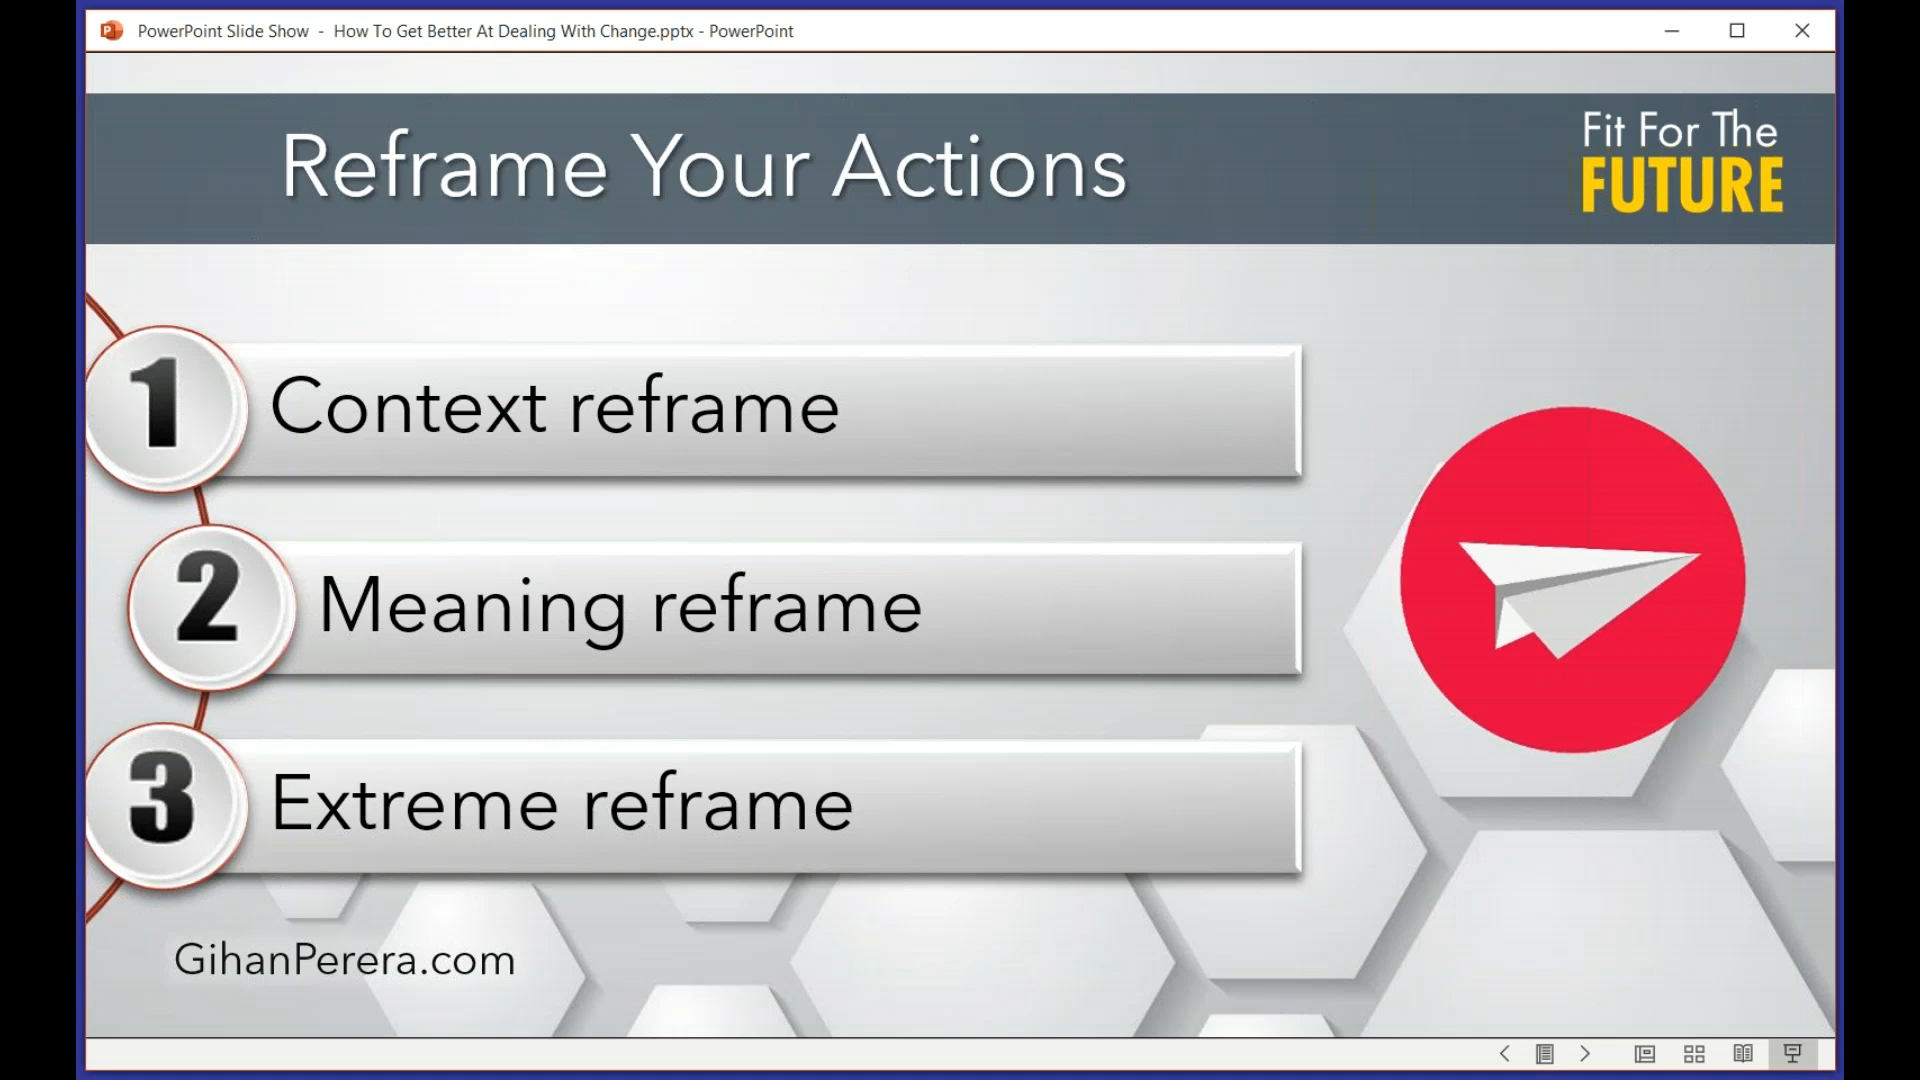 PowerPoint Slide Show - How To Get Better At Dealing With Change.pptx - PowerPoint
Reframe Your Actions
Fit For The
FUTURE
1 Context reframe
2 Meaning reframe
3 Extreme reframe
GihanPerera.com